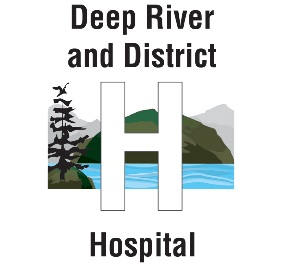 Deep River
and District
H
Hospital